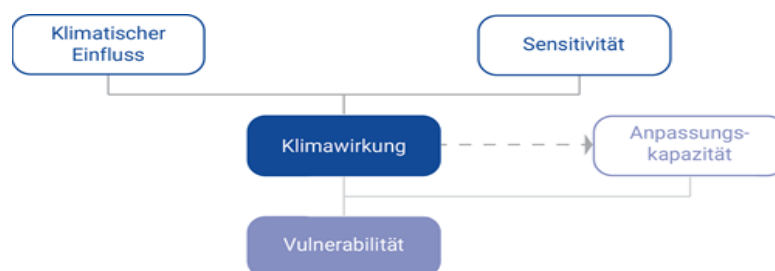 Klimatischer
Einfluss
Sensitivität
Klimawirkung
Anpassungs-
kapazität
Vulnerabilität